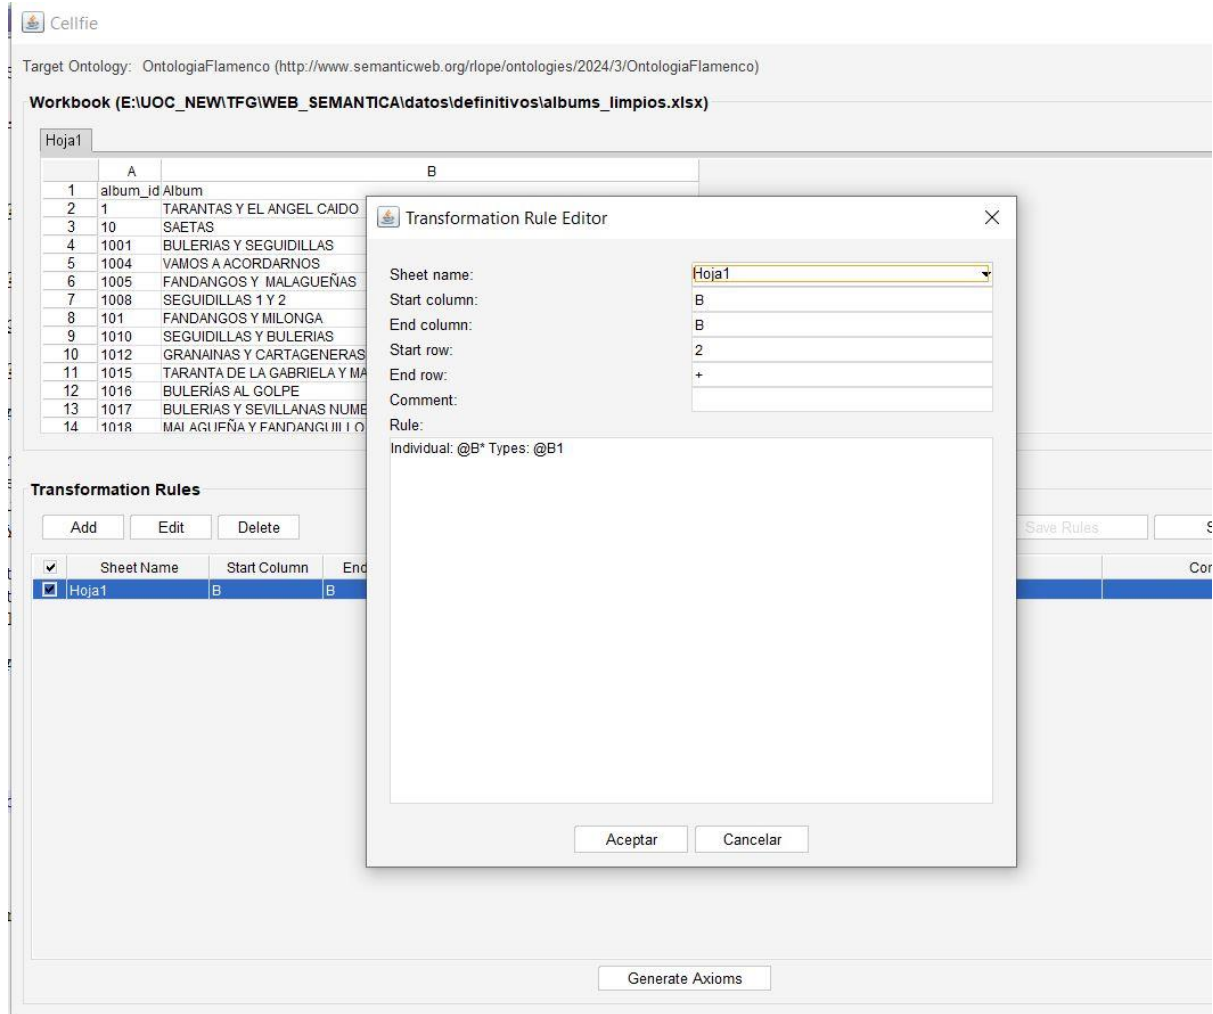 Cellfie
Target Ontology: OntologiaFlamenco (http://www.semanticweb.org/rlope/ontologies/2024/3/OntologiaFlamenco)
Workbook (E:\UOC_NEW\TFG\WEB_SEMANTICA\datos\definitivos\albums_limpios.xlsx)
Hoja1
A B
1 album_id Album
2 1 TARANTAS Y EL ANGEL CAIDO
3 10 SAETAS
4 1001 BULERIAS Y SEGUIDILLAS
5 1004 VAMOS A ACORDARNOS
6 1005 FANDANGOS Y MALAGUEÑAS
7 1008 SEGUIDILLAS 1 Y 2
8 101 FANDANGOS Y MILONGA
9 1010 SEGUIDILLAS Y BULERIAS
10 1012 GRANAINAS Y CARTAGENERAS
11 1015 TARANTA DE LA GABRIELA Y MA
12 1016 BULERÍAS AL GOLPE
13 1017 BULERIAS Y SEVILLANAS NUME
14 1018 MALAGUEÑA Y FANDANGUILLO
Transformation Rule Editor
Sheet name: Hoja1
Start column: B
End column: B
Start row: 2
End row: +
Comment:
Rule:
Individual: @B* Types: @B1
Aceptar Cancelar
Transformation Rules
Add Edit Delete Save Rules S
Sheet Name Start Column End Cor
Hoja1 B B
Generate Axioms